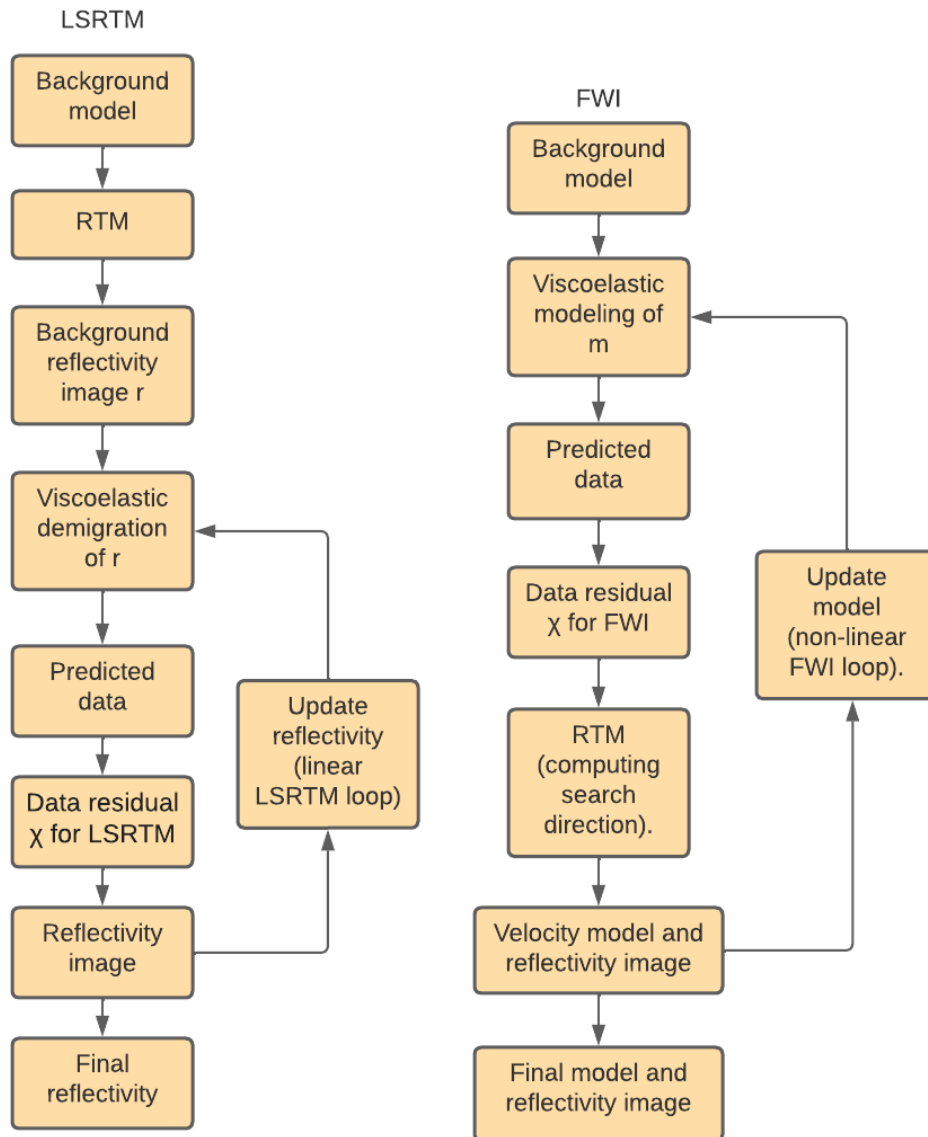 LSRTM
Background
model
RTM
Background
reflectivity
image r
Viscoelastic
demigration
of r
Predicted
data
Data residual
χ for LSRTM
Reflectivity
image
Final
reflectivity
Update
reflectivity
(linear
LSRTM loop)
FWI
Background
model
Viscoelastic
modeling of
m
Predicted
data
Data residual
χ for FWI
RTM
(computing
search
direction).
Velocity model and
reflectivity image
Final model and
reflectivity image
Update
model
(non-linear
FWI loop).